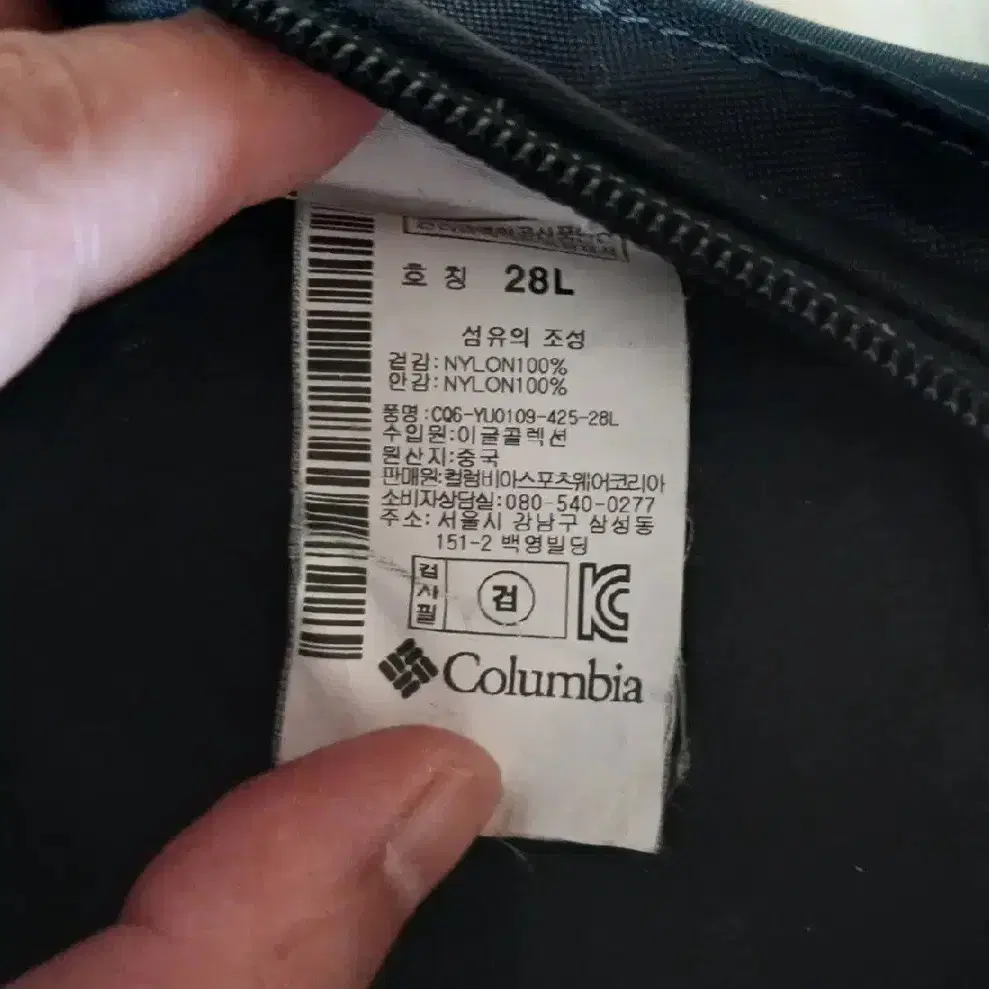 호 칭 28L
섬유의 조성
겉감: NYLON100%
안감: NYLON100%
품명: CQ6-YU0109-425-28L
수입원: 이글콜렉션
원산지: 중국
판매원: 컬럼비아스포츠웨어코리아
소비자상담실: 080-540-0277
주소: 서울시 강남구 삼성동
151-2 백영빌딩
검사필
검
KC
Columbia